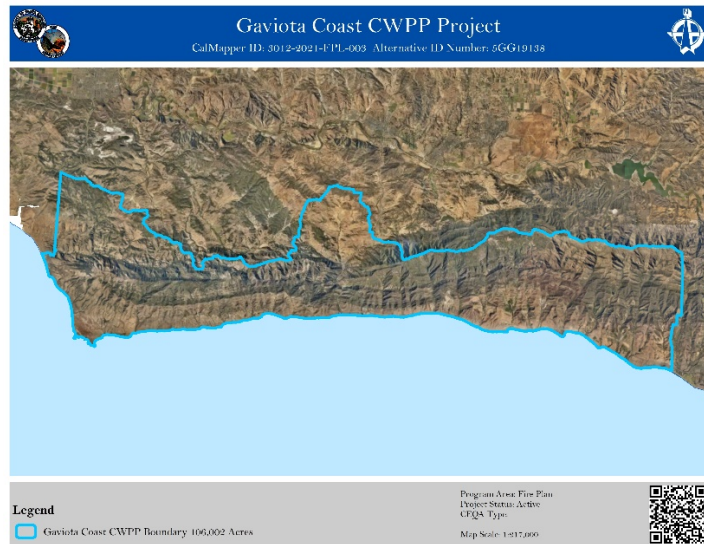 Gaviota Coast CWPP Project
CalMapper ID: 3012-2021-FPL-003 Alternative ID Number: 5GG19138
Legend
Gaviota Coast CWPP Boundary 106,002 Acres
Program Area: Fire Plan
Project Status: Active
CEQA Type:
Map Scale: 1:217,000